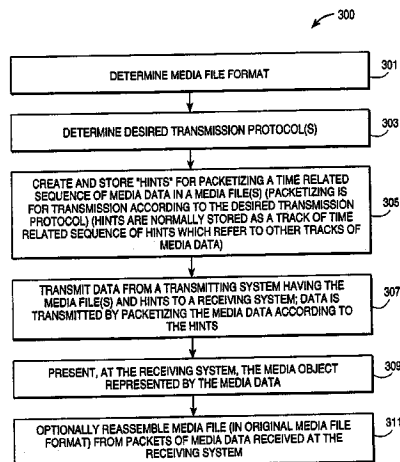 300
DETERMINE MEDIA FILE FORMAT
301
DETERMINE DESIRED TRANSMISSION PROTOCOL(S)
303
CREATE AND STORE "HINTS" FOR PACKETIZING A TIME RELATED
SEQUENCE OF MEDIA DATA IN A MEDIA FILE(S) (PACKETIZING IS
FOR TRANSMISSION ACCORDING TO THE DESIRED TRANSMISSION
PROTOCOL) (HINTS ARE NORMALLY STORED AS A TRACK OF TIME
RELATED SEQUENCE OF HINTS WHICH REFER TO OTHER TRACKS OF
MEDIA DATA)
305
TRANSMIT DATA FROM A TRANSMITTING SYSTEM HAVING THE
MEDIA FILE(S) AND HINTS TO A RECEIVING SYSTEM; DATA IS
TRANSMITTED BY PACKETIZING THE MEDIA DATA ACCORDING TO
THE HINTS
307
PRESENT, AT THE RECEIVING SYSTEM, THE MEDIA OBJECT
REPRESENTED BY THE MEDIA DATA
309
OPTIONALLY REASSEMBLE MEDIA FILE (IN ORIGINAL MEDIA FILE
FORMAT) FROM PACKETS OF MEDIA DATA RECEIVED AT THE
RECEIVING SYSTEM
311